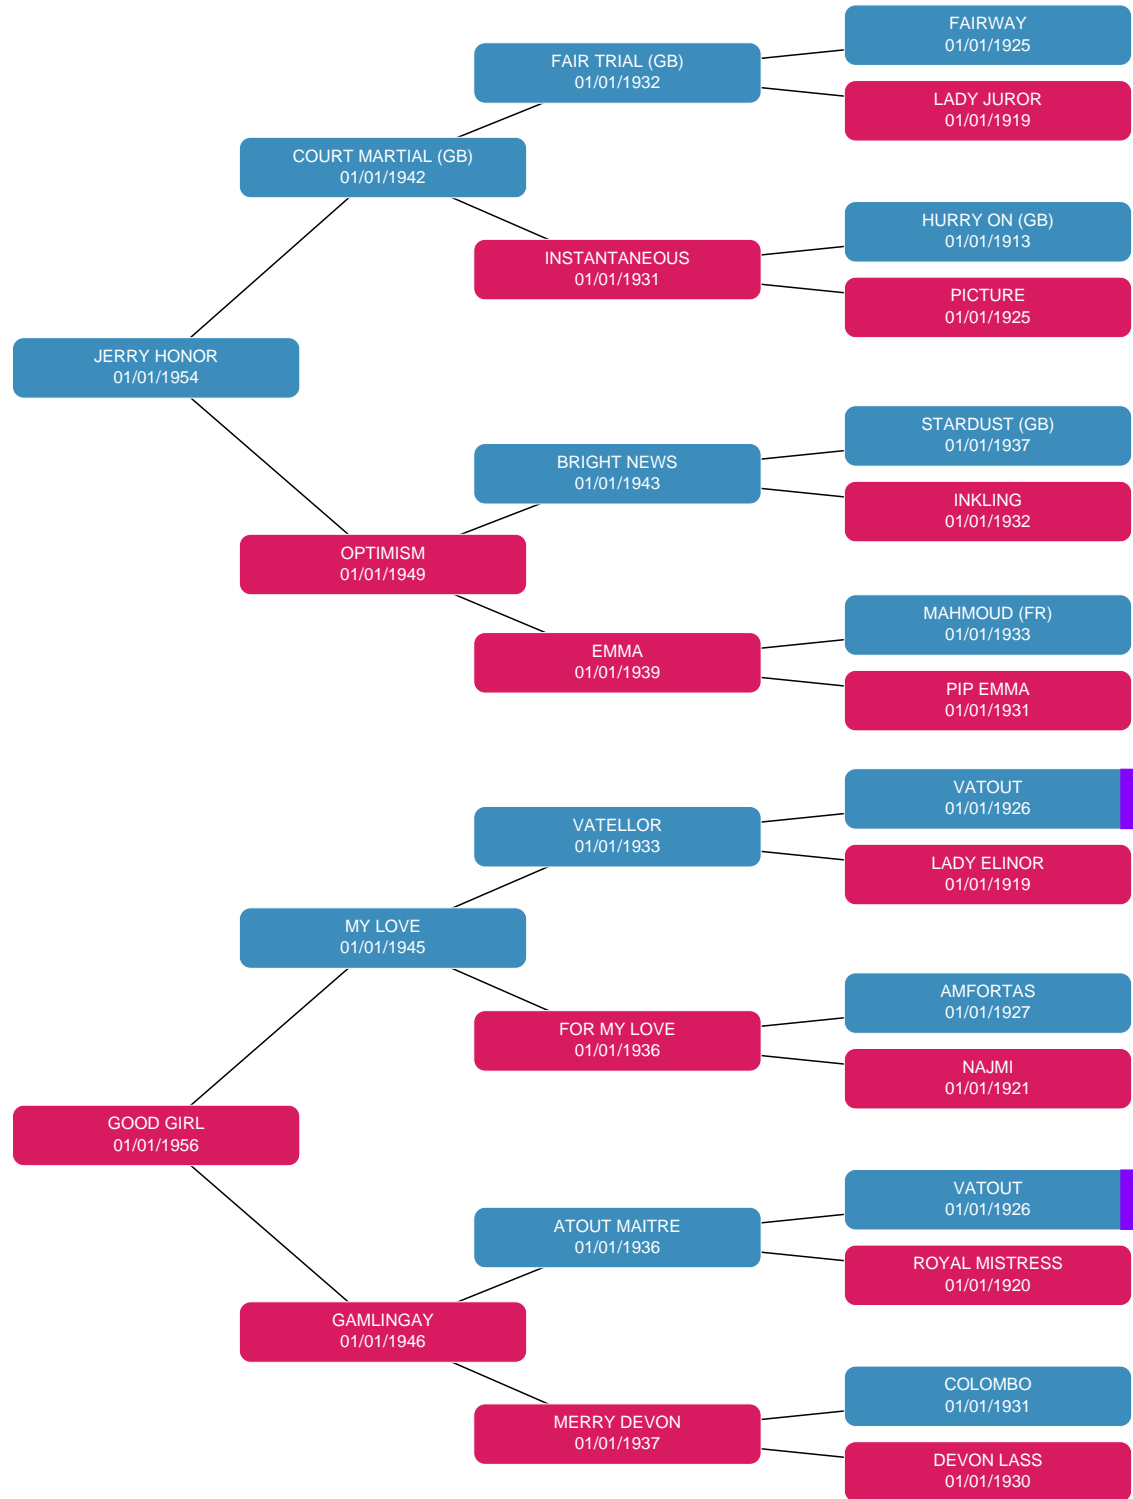 FAIRWAY
01/01/1925
FAIR TRIAL (GB)
01/01/1932
LADY JUROR
01/01/1919
COURT MARTIAL (GB)
01/01/1942
HURRY ON (GB)
01/01/1913
INSTANTANEOUS
01/01/1931
PICTURE
01/01/1925
JERRY HONOR
01/01/1954
STARDUST (GB)
01/01/1937
BRIGHT NEWS
01/01/1943
INKLING
01/01/1932
OPTIMISM
01/01/1949
MAHMOUD (FR)
01/01/1933
EMMA
01/01/1939
PIP EMMA
01/01/1931
VATOUT
01/01/1926
VATELLOR
01/01/1933
LADY ELINOR
01/01/1919
MY LOVE
01/01/1945
AMFORTAS
01/01/1927
FOR MY LOVE
01/01/1936
NAJMI
01/01/1921
GOOD GIRL
01/01/1956
VATOUT
01/01/1926
ATOUT MAITRE
01/01/1936
ROYAL MISTRESS
01/01/1920
GAMLINGAY
01/01/1946
COLOMBO
01/01/1931
MERRY DEVON
01/01/1937
DEVON LASS
01/01/1930